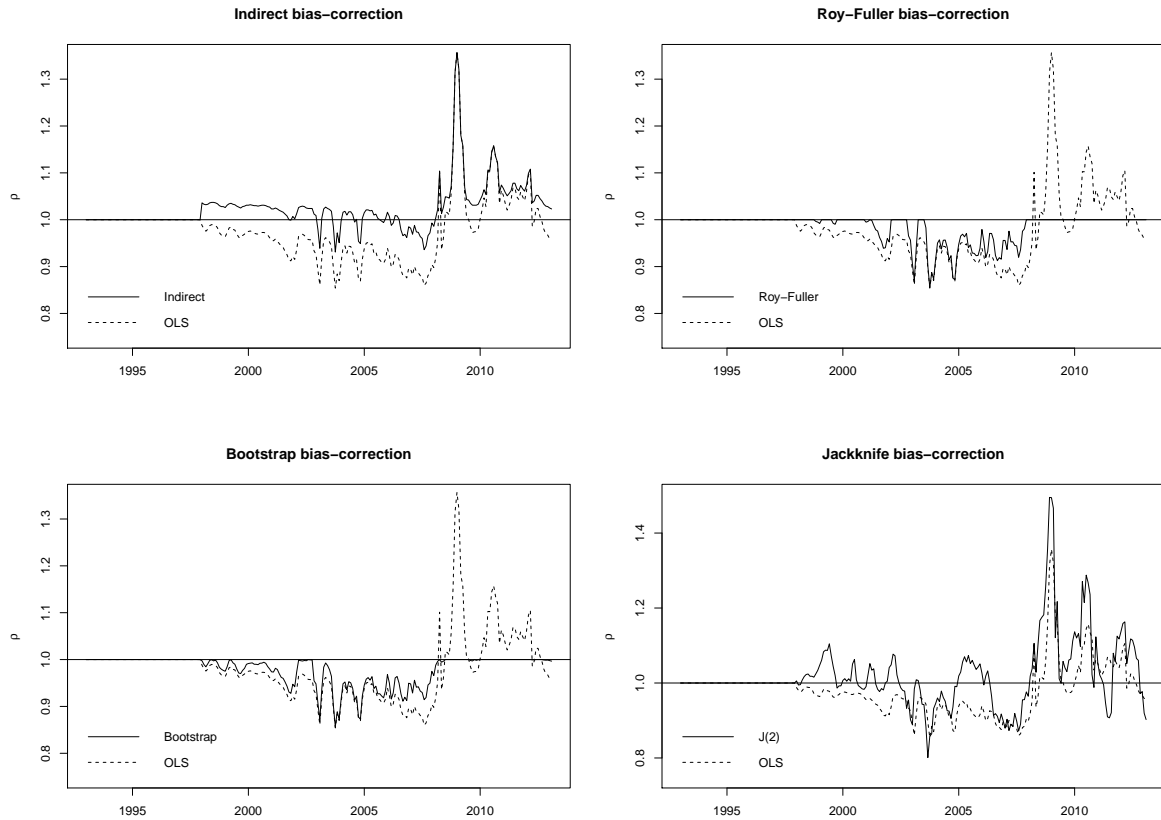 Indirect bias−correction
1.3
1.2
1.1
1.0
0.9
0.8
ρ
Indirect
OLS
1995 2000 2005 2010
Roy−Fuller bias−correction
1.3
1.2
1.1
1.0
0.9
0.8
ρ
Roy−Fuller
OLS
1995 2000 2005 2010
Bootstrap bias−correction
1.3
1.2
1.1
1.0
0.9
0.8
ρ
Bootstrap
OLS
1995 2000 2005 2010
Jackknife bias−correction
1.4
1.2
1.0
0.8
ρ
J(2)
OLS
1995 2000 2005 2010